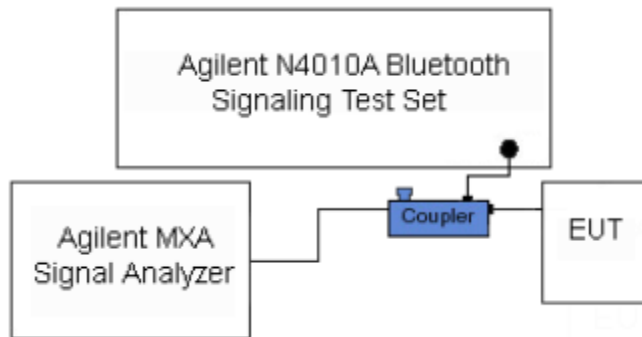 Agilent N4010A Bluetooth
Signaling Test Set
Coupler
Agilent MXA
Signal Analyzer
EUT